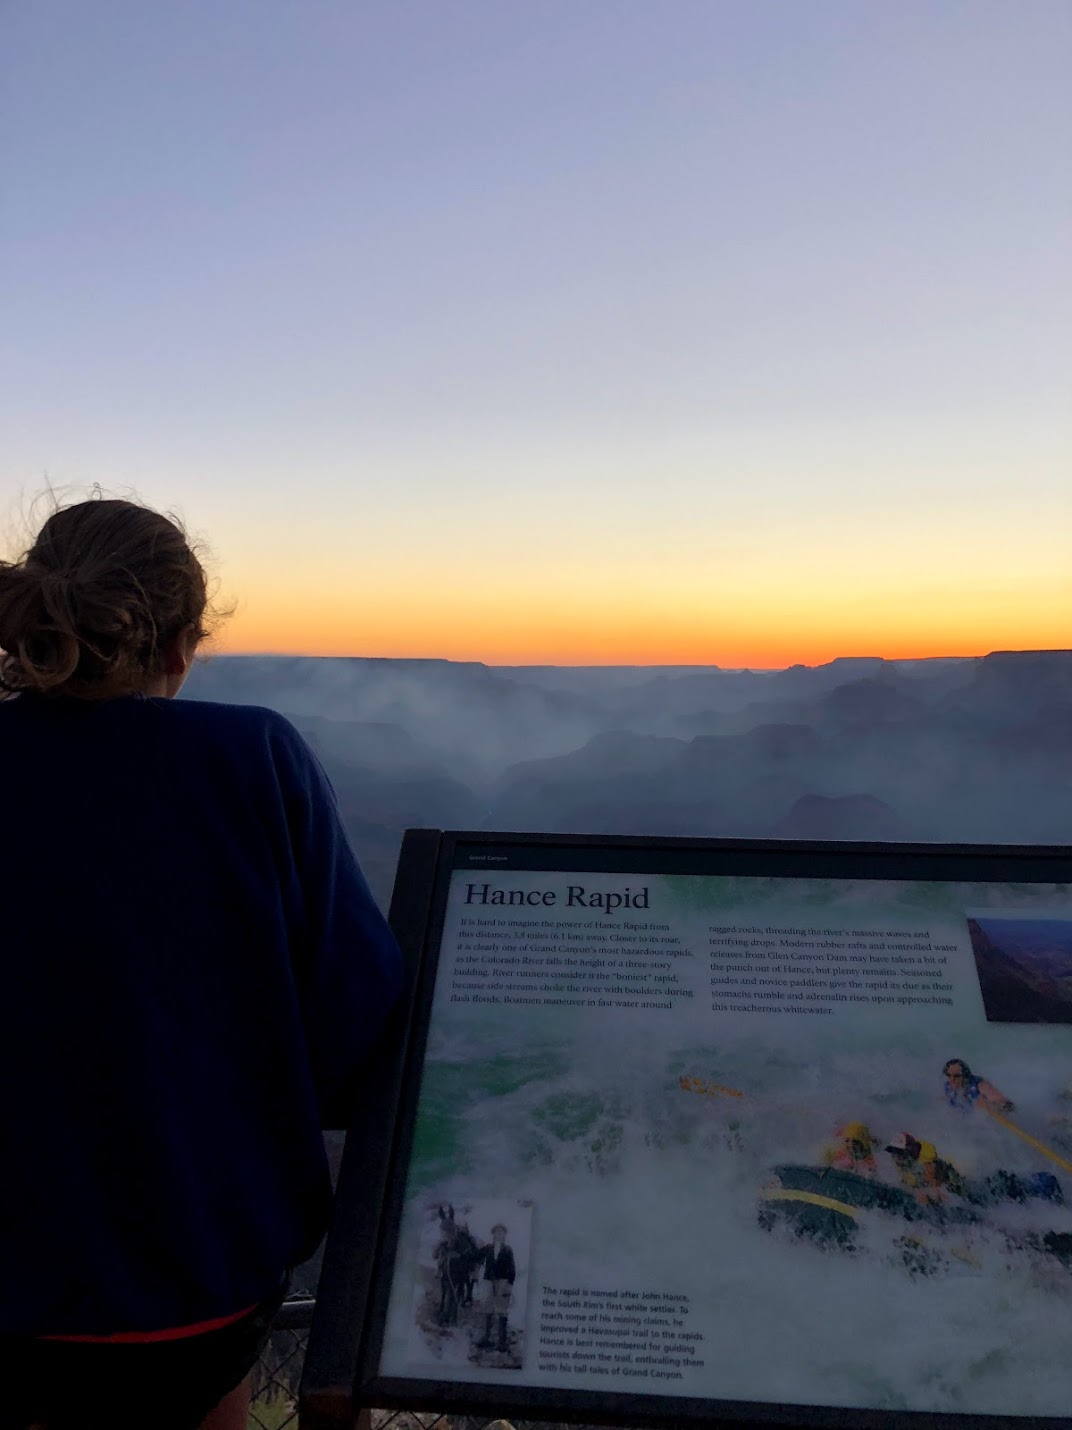 Grand Canyon
Hance Rapid
It is hard to imagine the power of Hance Rapid from
this distance, 3.8 miles (6.1 km) away. Closer to its roar,
it is clearly one of Grand Canyon's most hazardous rapids,
as the Colorado River falls the height of a three-story
building. River runners consider it the "boniest" rapid,
because side streams choke the river with boulders during
flash floods. Boatmen maneuver in fast water around
ragged rocks, threading the river's massive waves and
terrifying drops. Modern rubber rafts and controlled water
releases from Glen Canyon Dam may have taken a bit of
the punch out of Hance, but plenty remains. Seasoned
guides and novice paddlers give the rapid its due as their
stomachs rumble and adrenalin rises upon approaching
this treacherous whitewater.
The rapid is named after John Hance,
the South Rim's first white settler. To
reach some of his mining claims, he
improved a Havasupai trail to the rapids.
Hance is best remembered for guiding
tourists down the trail, enthralling them
with his tall tales of Grand Canyon.